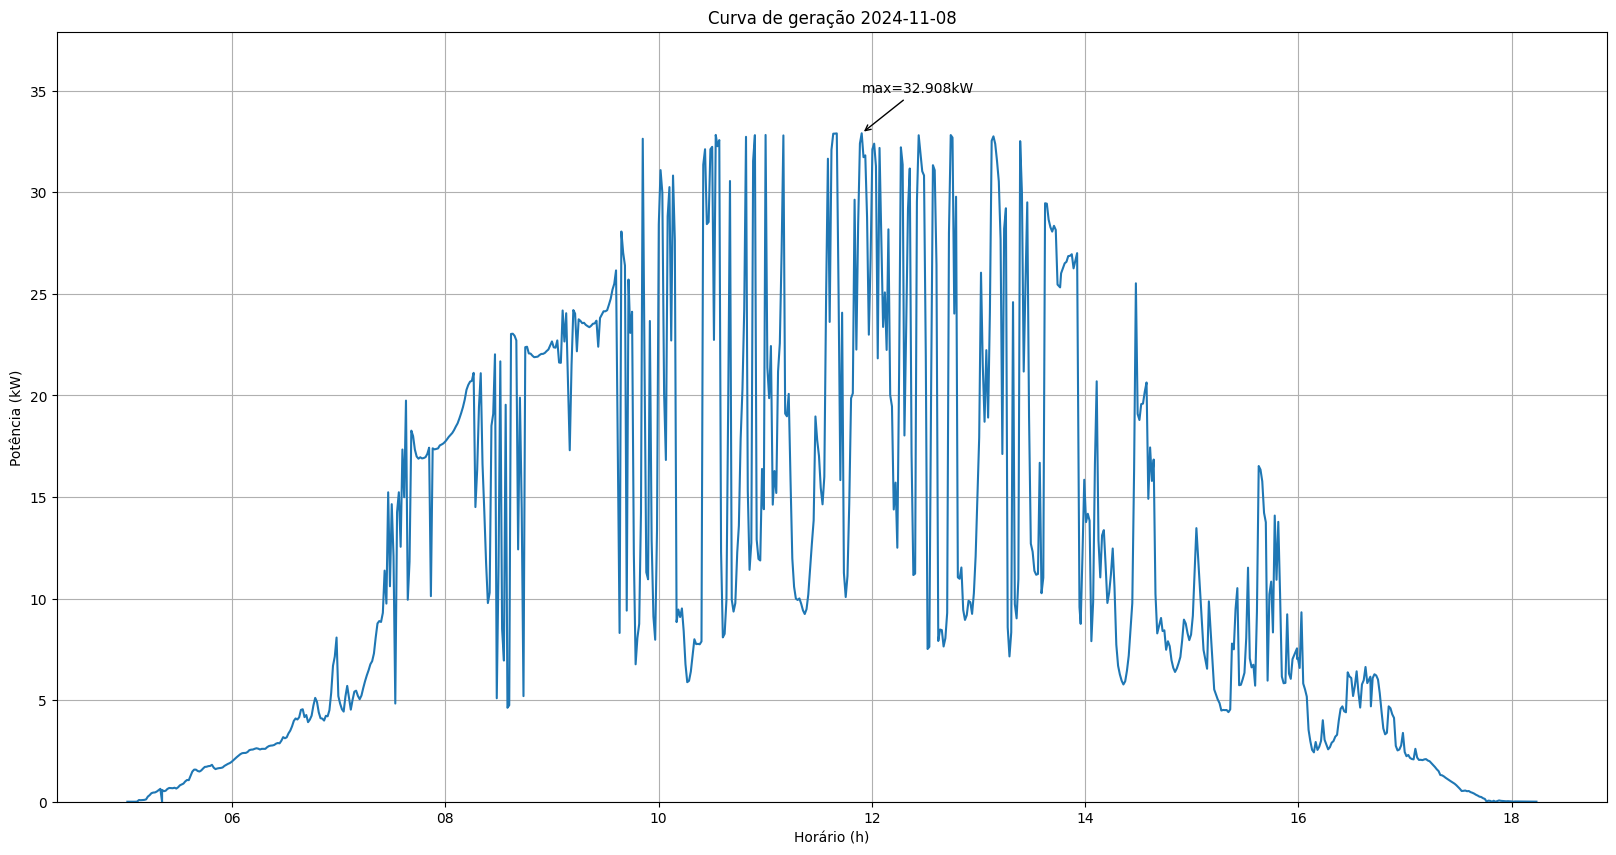 Curva de geração 2024-11-08
max=32.908kW
Potência (kW)
35
30
25
20
15
10
5
0
06 08 10 12 14 16 18
Horário (h)